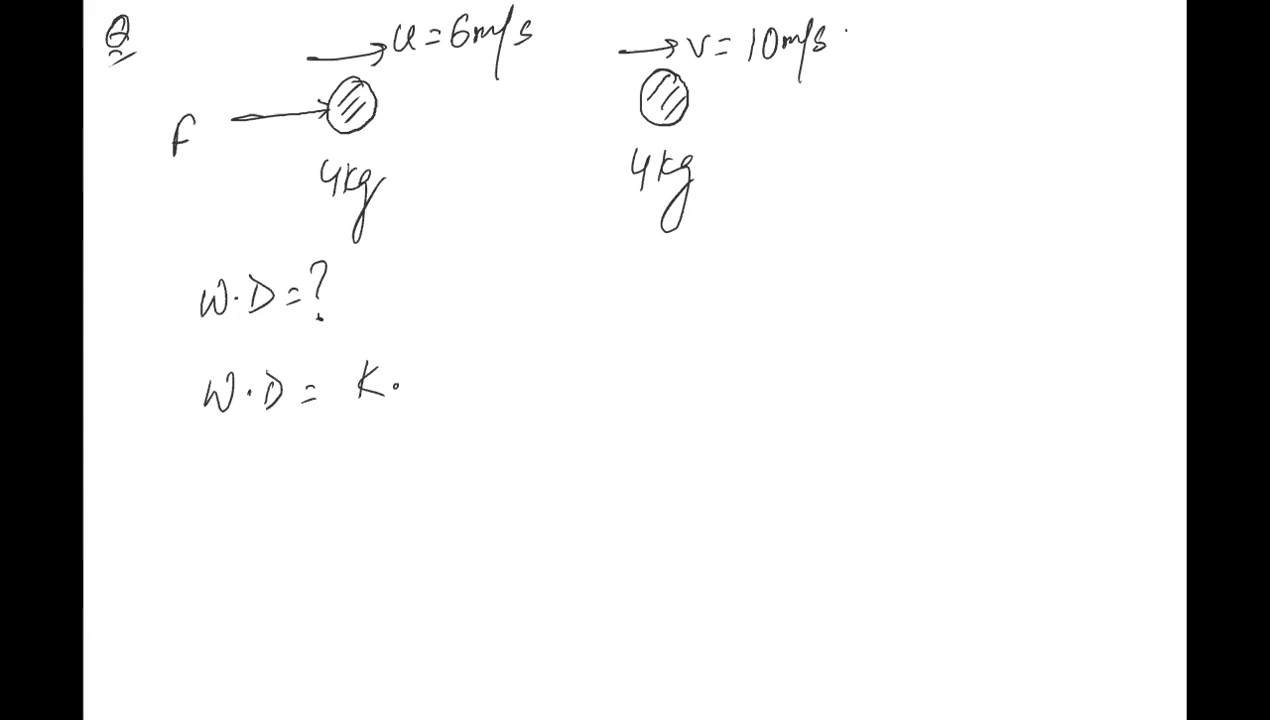 Q
u = 6m/s
v = 10m/s
F
4kg
4kg
W.D = ?
W.D = K.